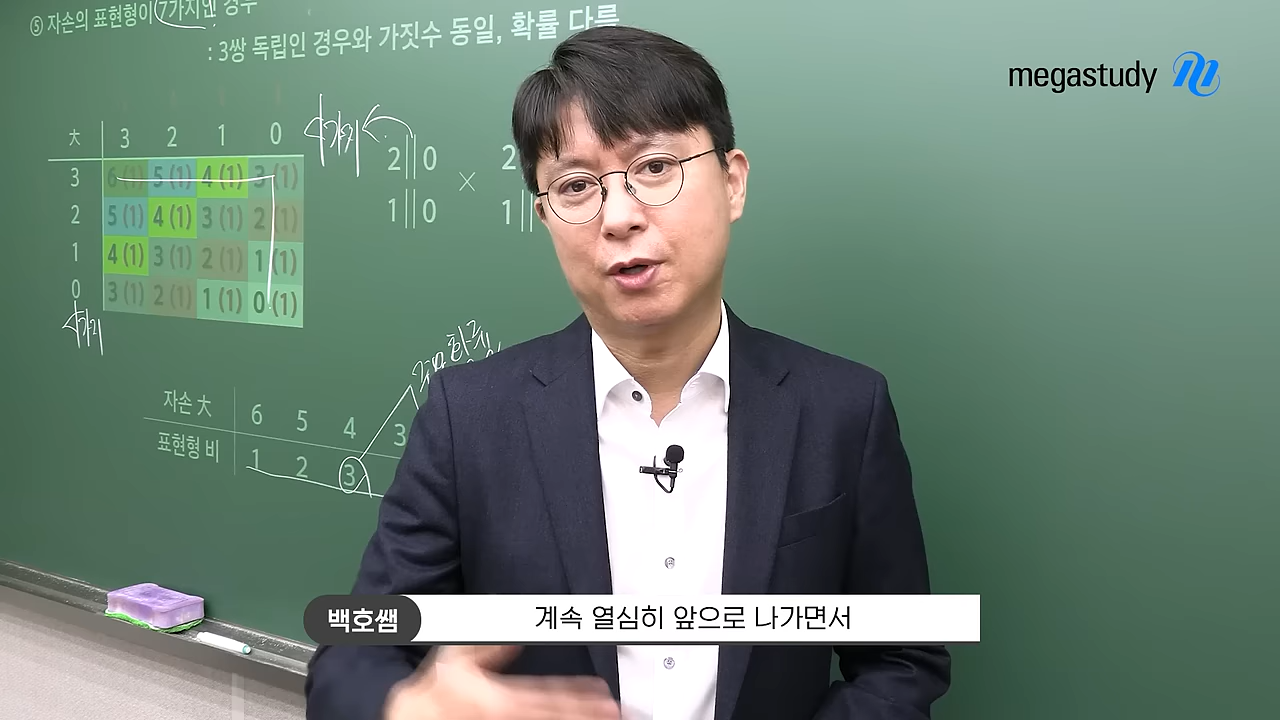 ⑤ 자손의 표현형이 7가지인 경우
: 3쌍 독립인 경우와 가짓수 동일, 확률 다름
megastudy
大 3 2 1 0
3 6 (1) 5 (1) 4 (1) 3 (1)
2 5 (1) 4 (1) 3 (1) 2 (1)
1 4 (1) 3 (1) 2 (1) 1 (1)
0 3 (1) 2 (1) 1 (1) 0 (1)
4가지
4가지
2 || 0 × 2
1 || 0 1 ||
자손 大 6 5 4 3
표현형 비 1 2 3
백호쌤 계속 열심히 앞으로 나가면서